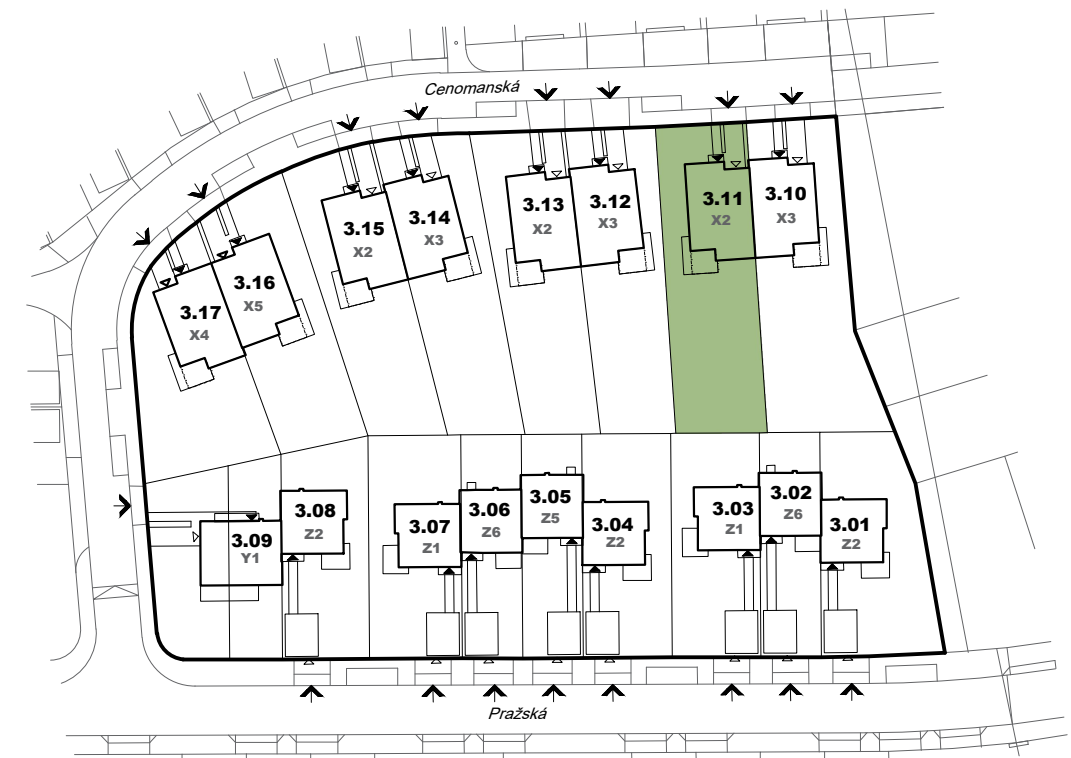 Cenomanská
3.11
X2
3.10
X3
3.13
X2
3.12
X3
3.15
X2
3.14
X3
3.17
X4
3.16
X5
3.09
Y1
3.08
Z2
3.07
Z1
3.06
Z6
3.05
Z5
3.04
Z2
3.03
Z1
3.02
Z6
3.01
Z2
Pražská